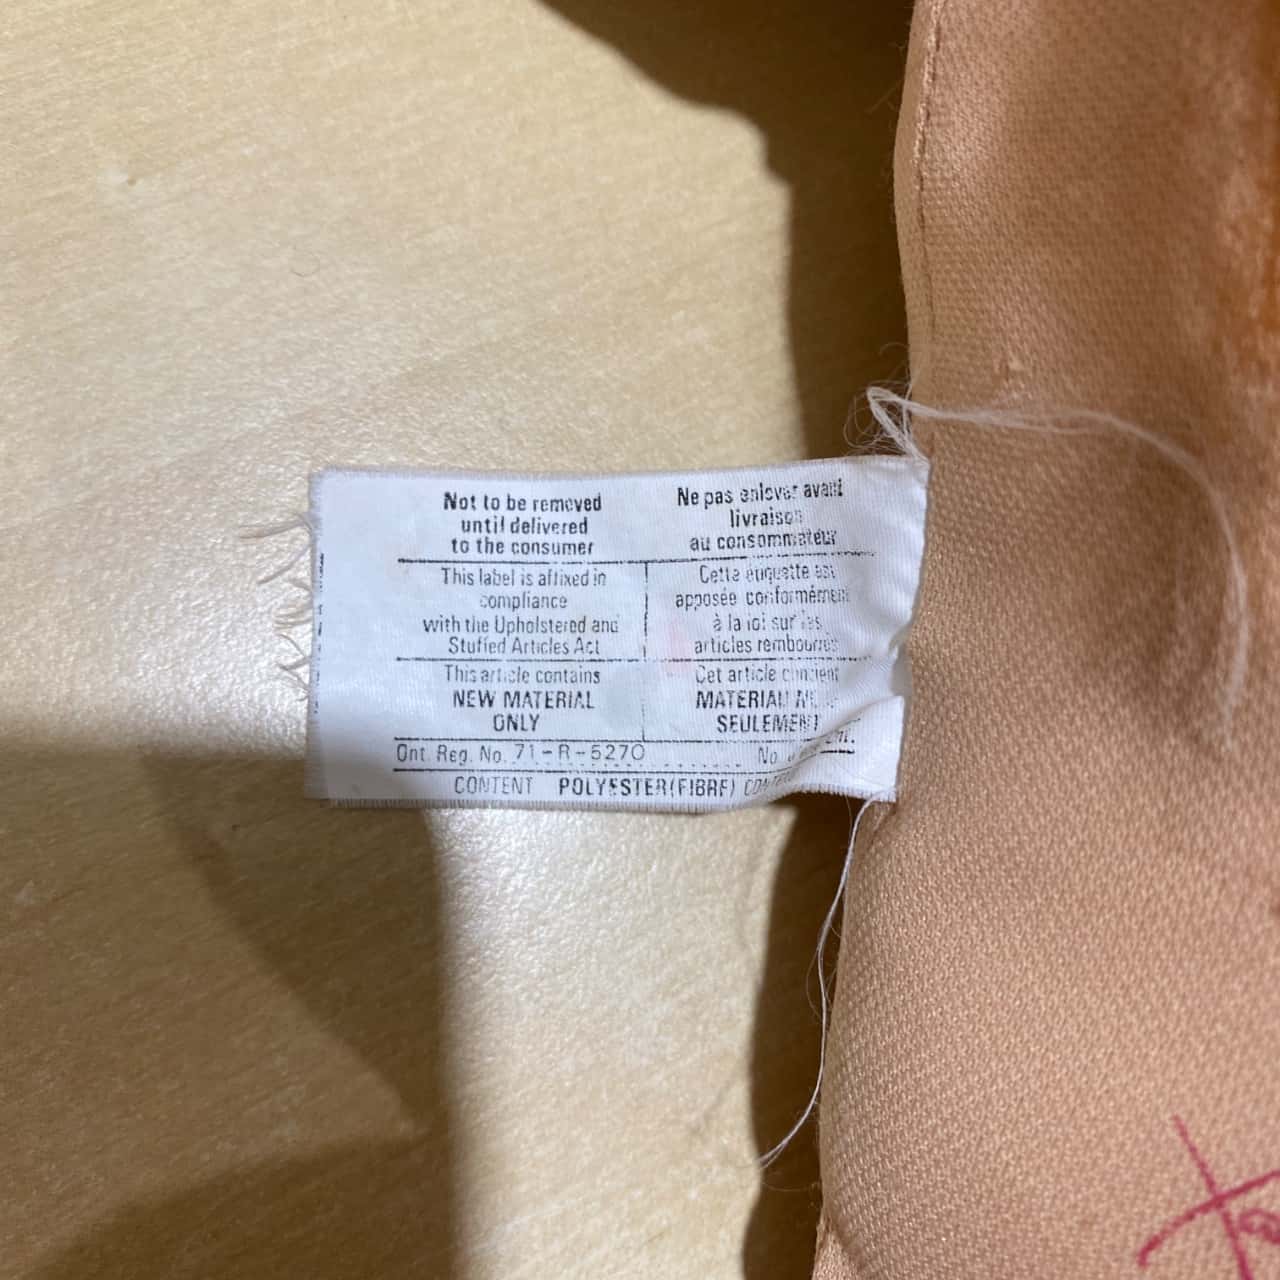 Not to be removed
until delivered
to the consumer
Ne pas enlever avant
livraison
au consommateur
This label is affixed in
compliance
with the Upholstered and
Stuffed Articles Act
Cette étiquette est
apposée conformément
à la loi sur les
articles rembourrés
This article contains
NEW MATERIAL
ONLY
Cet article contient
MATERIAU
SEULEMENT
Ont. Reg. No. 71-R-5270
No.
CONTENT POLYESTER(FIBRE)